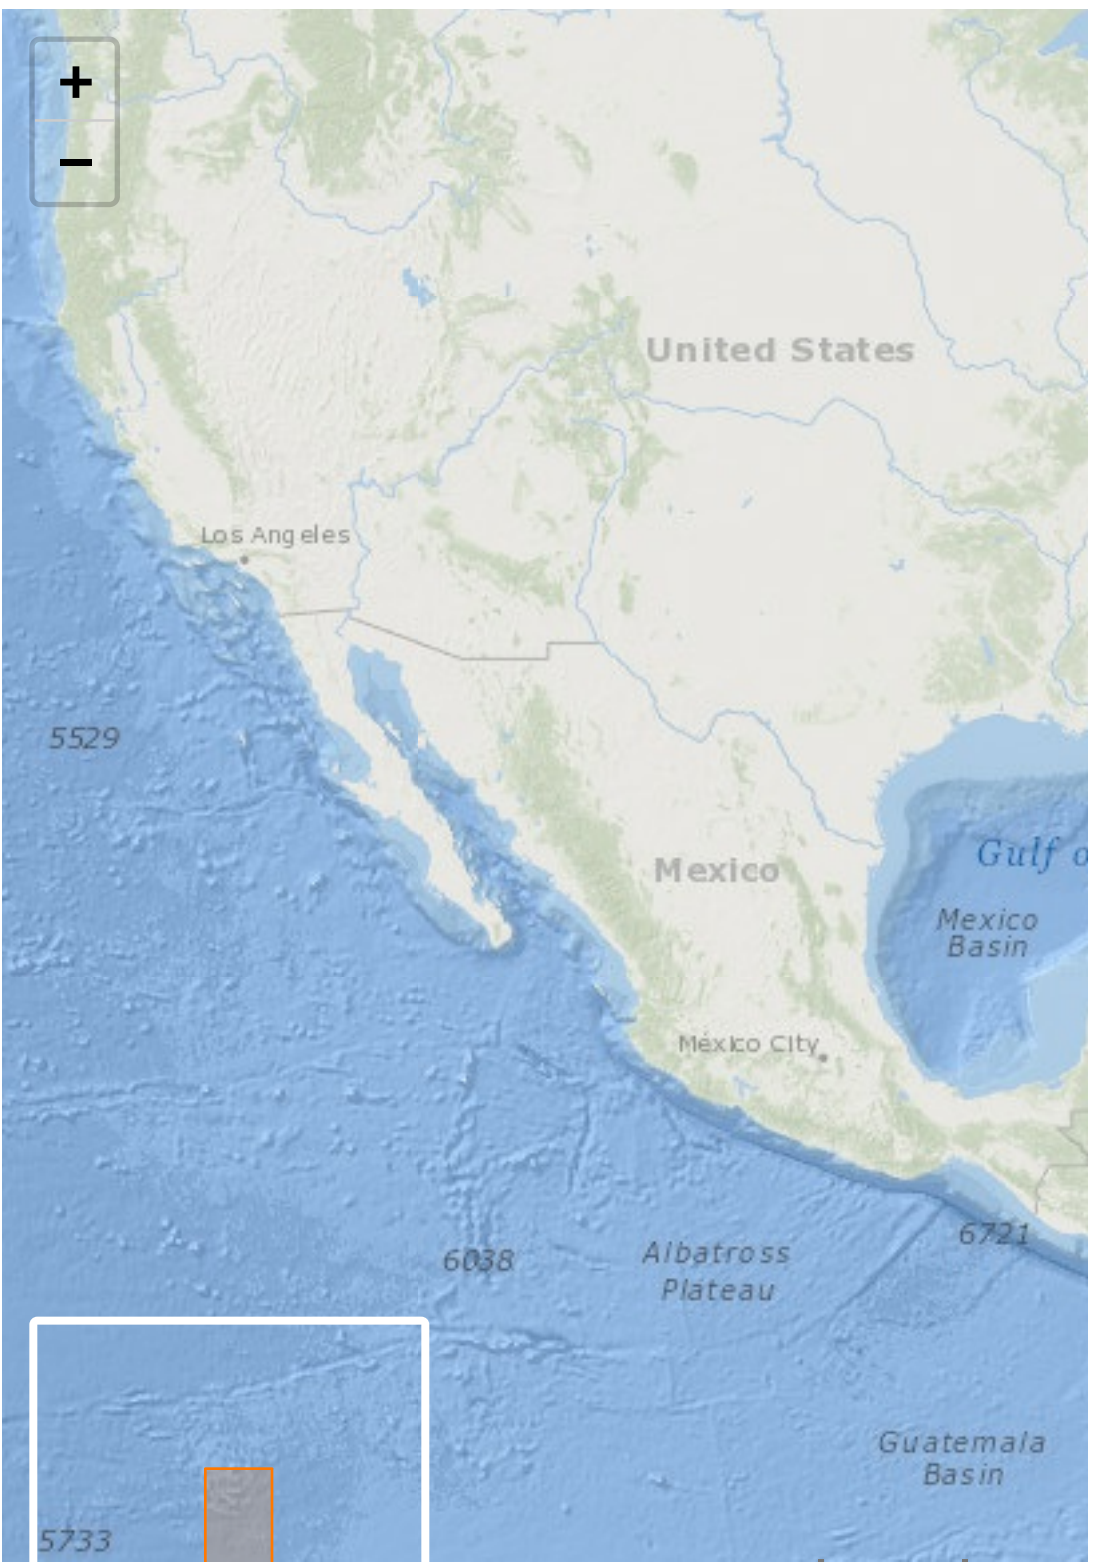 +
−
United States
Los Angeles
5529
Gulf o
Mexico
Mexico
Basin
México City
6721
Albatross
Plateau
6038
Guatemala
Basin
5733